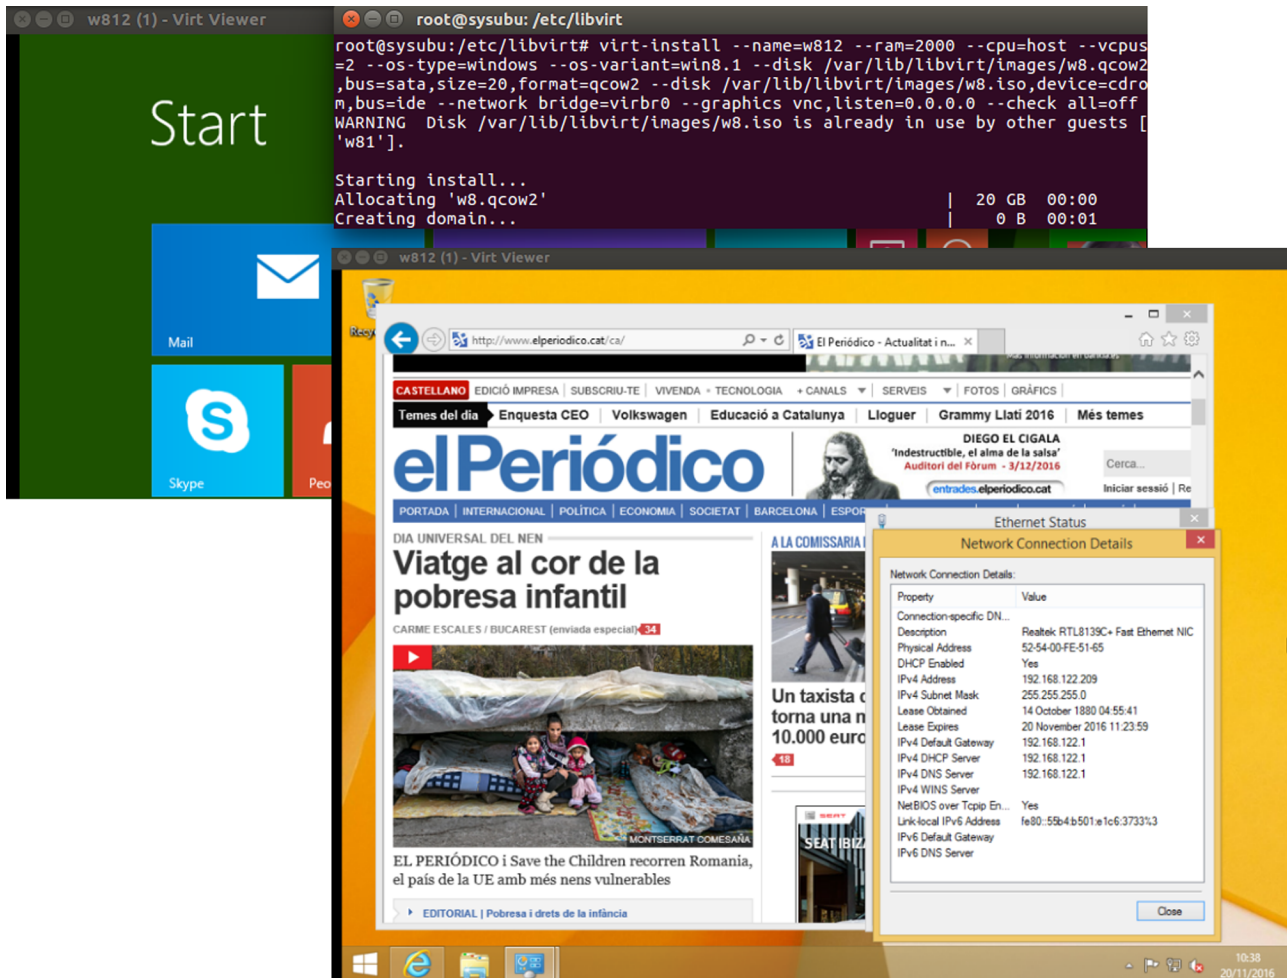 w812 (1) - Virt Viewer
root@sysubu: /etc/libvirt
root@sysubu:/etc/libvirt# virt-install --name=w812 --ram=2000 --cpu=host --vcpus
=2 --os-type=windows --os-variant=win8.1 --disk /var/lib/libvirt/images/w8.qcow2
,bus=sata,size=20,format=qcow2 --disk /var/lib/libvirt/images/w8.iso,device=cdro
m,bus=ide --network bridge=virbr0 --graphics vnc,listen=0.0.0.0 --check all=off
WARNING  Disk /var/lib/libvirt/images/w8.iso is already in use by other guests [
'w81'].
Starting install...
Allocating 'w8.qcow2' | 20 GB 00:00
Creating domain... | 0 B 00:01
Start
Mail
Skype
Peo
w812 (1) - Virt Viewer
Recy
http://www.elperiodico.cat/ca/
El Periódico - Actualitat i n...
CASTELLANO EDICIÓ IMPRESA | SUBSCRIU-TE | VIVENDA TECNOLOGIA + CANALS | SERVEIS | FOTOS | GRÀFICS |
Temes del dia Enquesta CEO | Volkswagen | Educació a Catalunya | Lloguer | Grammy Llatí 2016 | Més temes
el Periódico
DIEGO EL CIGALA
'Indestructible, el alma de la salsa'
Auditori del Fòrum - 3/12/2016
entrades.elperiodico.cat
Cerca...
Iniciar sessió | Re
PORTADA | INTERNACIONAL | POLÍTICA | ECONOMIA | SOCIETAT | BARCELONA | ESPOR
DIA UNIVERSAL DEL NEN
Viatge al cor de la
pobresa infantil
CARME ESCALES / BUCAREST (enviada especial) 34
MONTSERRAT COMESAÑA
EL PERIÓDICO i Save the Children recorren Romania,
el país de la UE amb més nens vulnerables
EDITORIAL | Pobresa i drets de la infància
A LA COMISSARIA
Un taxista
torna una
10.000 euro
18
SEAT
SEAT IBIZ
Ethernet Status
Network Connection Details
Network Connection Details:
Property Value
Connection-specific DN...
Description Realtek RTL8139C+ Fast Ethernet NIC
Physical Address 52-54-00-FE-51-65
DHCP Enabled Yes
IPv4 Address 192.168.122.209
IPv4 Subnet Mask 255.255.255.0
Lease Obtained 14 October 1880 04:55:41
Lease Expires 20 November 2016 11:23:59
IPv4 Default Gateway 192.168.122.1
IPv4 DHCP Server 192.168.122.1
IPv4 DNS Server 192.168.122.1
IPv4 WINS Server
NetBIOS over Tcpip En... Yes
Link-local IPv6 Address fe80::55b4:b501:e1c6:3733%3
IPv6 Default Gateway
IPv6 DNS Server
Close
10:38
20/11/2016